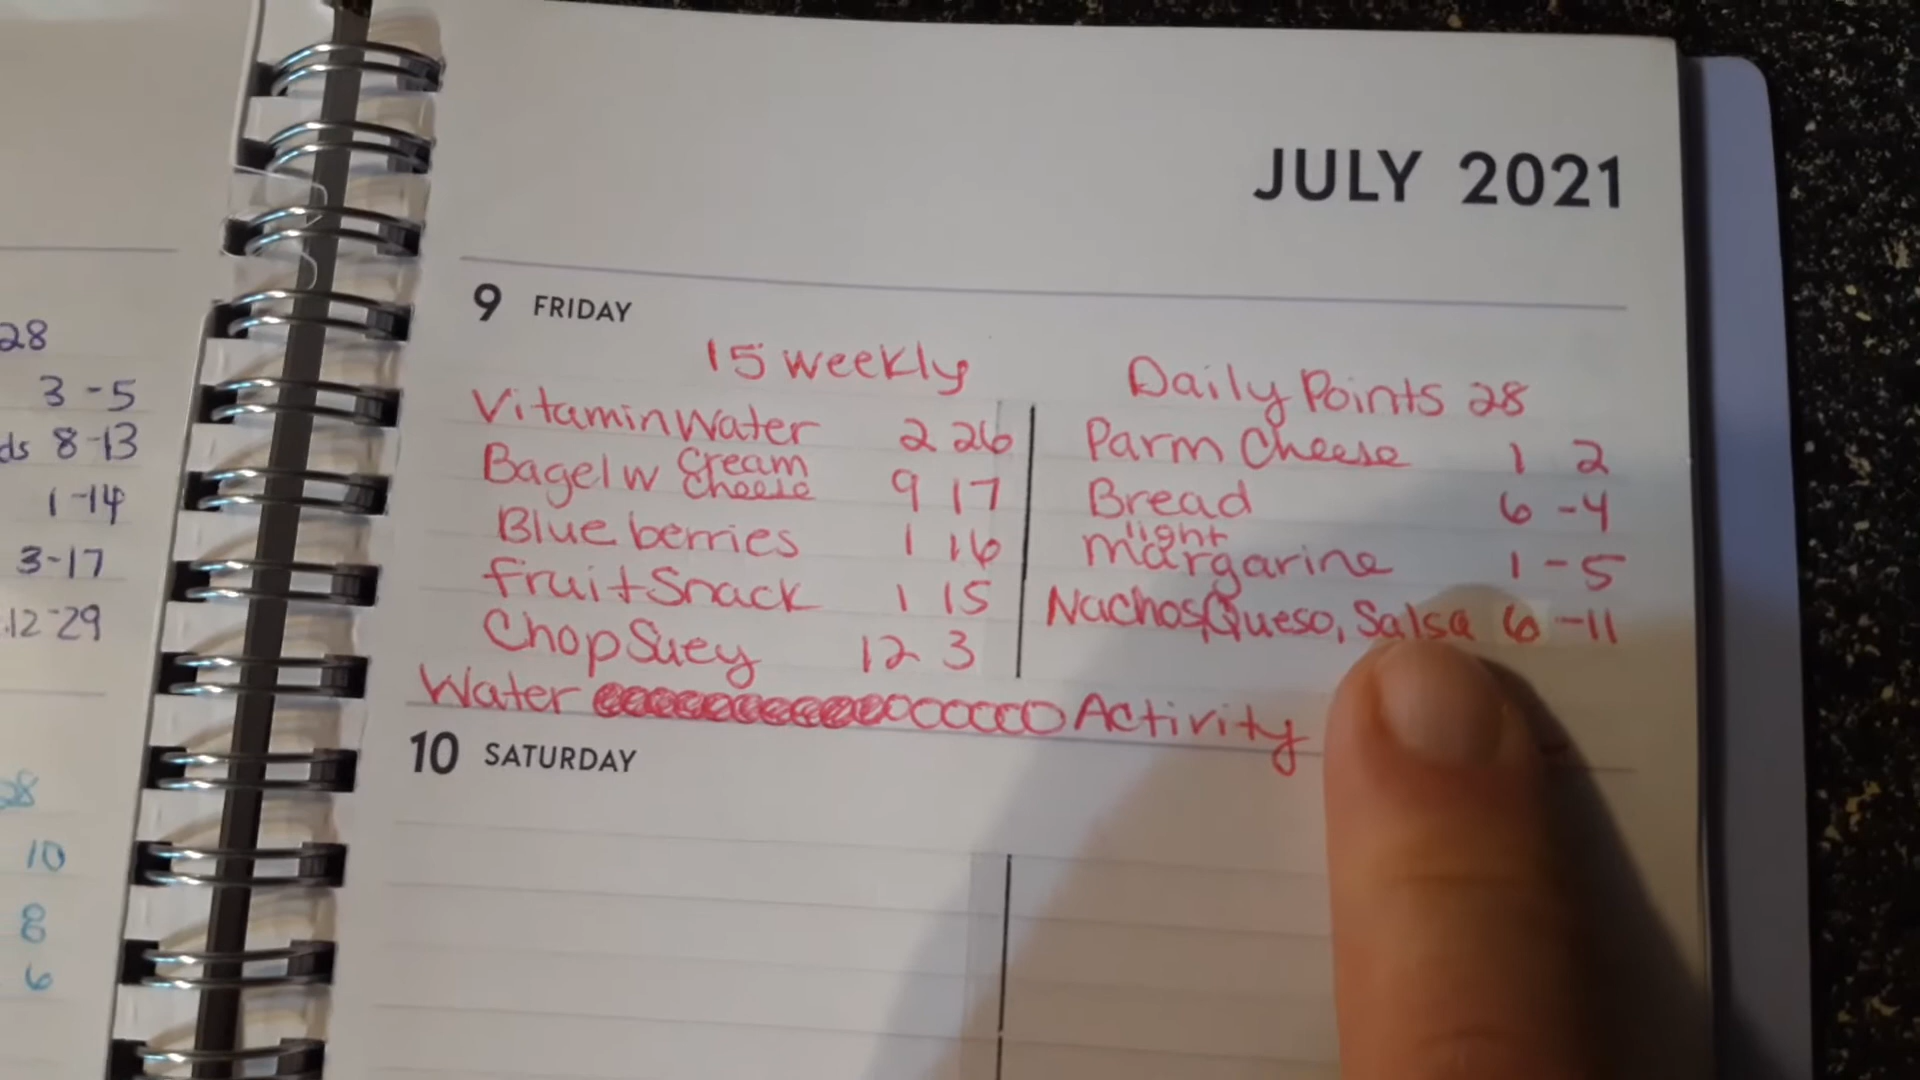 28
3 -5
ds 8-13
1 -14
3-17
12-29
28
10
8
6
JULY 2021
9 FRIDAY
15 weekly
Vitamin Water 2 26
Bagel w Cream Cheese 9 17
Blueberries 1 16
Fruit Snack 1 15
Chop Suey 12 3
Daily Points 28
Parm Cheese 1 2
Bread 6 -4
light
margarine 1 -5
Nachos, Queso, Salsa 6 -11
Water Activity
10 SATURDAY